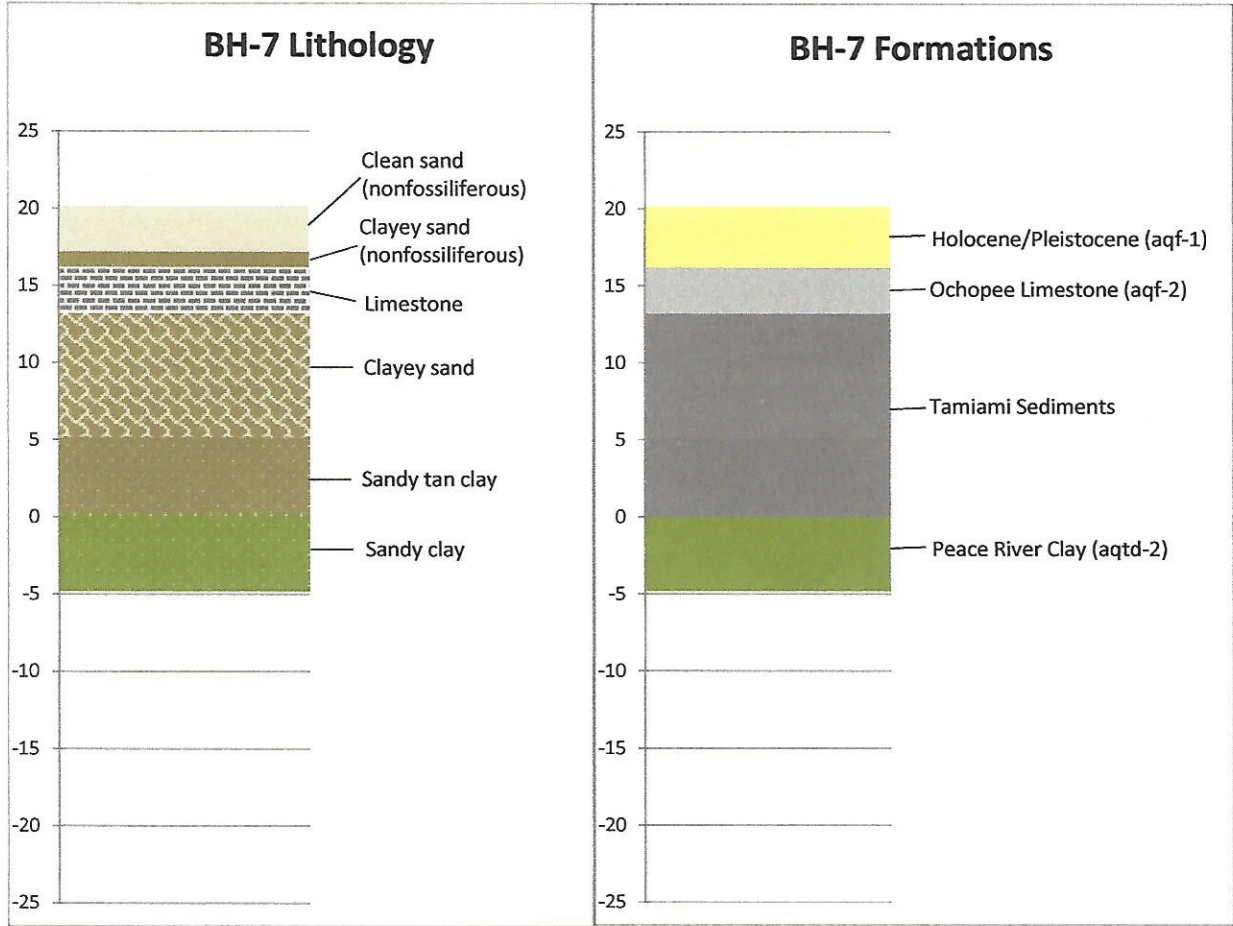 BH-7 Lithology
25
20
15
10
5
0
-5
-10
-15
-20
-25
Clean sand
(nonfossiliferous)
Clayey sand
(nonfossiliferous)
Limestone
Clayey sand
Sandy tan clay
Sandy clay
BH-7 Formations
25
20
15
10
5
0
-5
-10
-15
-20
-25
Holocene/Pleistocene (aqf-1)
Ochopee Limestone (aqf-2)
Tamiami Sediments
Peace River Clay (aqtd-2)